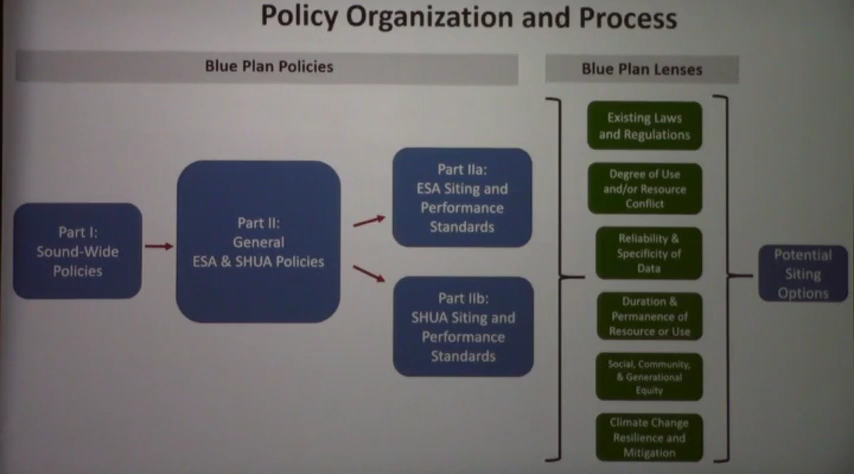 Policy Organization and Process
Blue Plan Policies
Blue Plan Lenses
Part I:
Sound-Wide
Policies
Part II:
General
ESA & SHUA Policies
Part IIa:
ESA Siting and
Performance
Standards
Part IIb:
SHUA Siting and
Performance
Standards
Existing Laws
and Regulations
Degree of Use
and/or Resource
Conflict
Reliability &
Specificity of
Data
Duration &
Permanence of
Resource or Use
Social, Community,
& Generational
Equity
Climate Change
Resilience and
Mitigation
Potential
Siting
Options